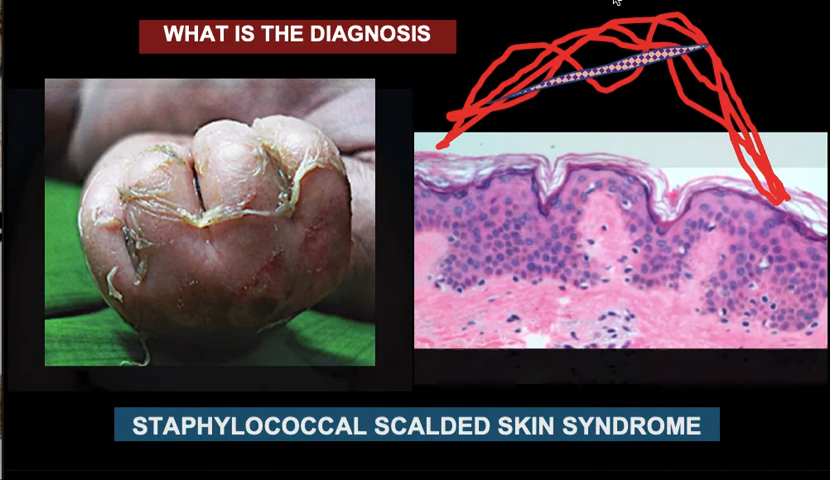 WHAT IS THE DIAGNOSIS
STAPHYLOCOCCAL SCALDED SKIN SYNDROME